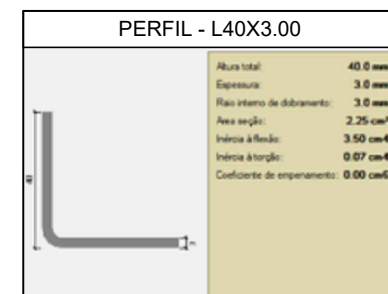 PERFIL - L40X3.00
Altura total: 40.0 mm
Espessura: 3.0 mm
Raio interno de dobramento: 3.0 mm
Área seção: 2.25 cm²
Inércia à flexão: 3.50 cm4
Inércia à torção: 0.07 cm4
Coeficiente de empenamento: 0.00 cm6
40
3